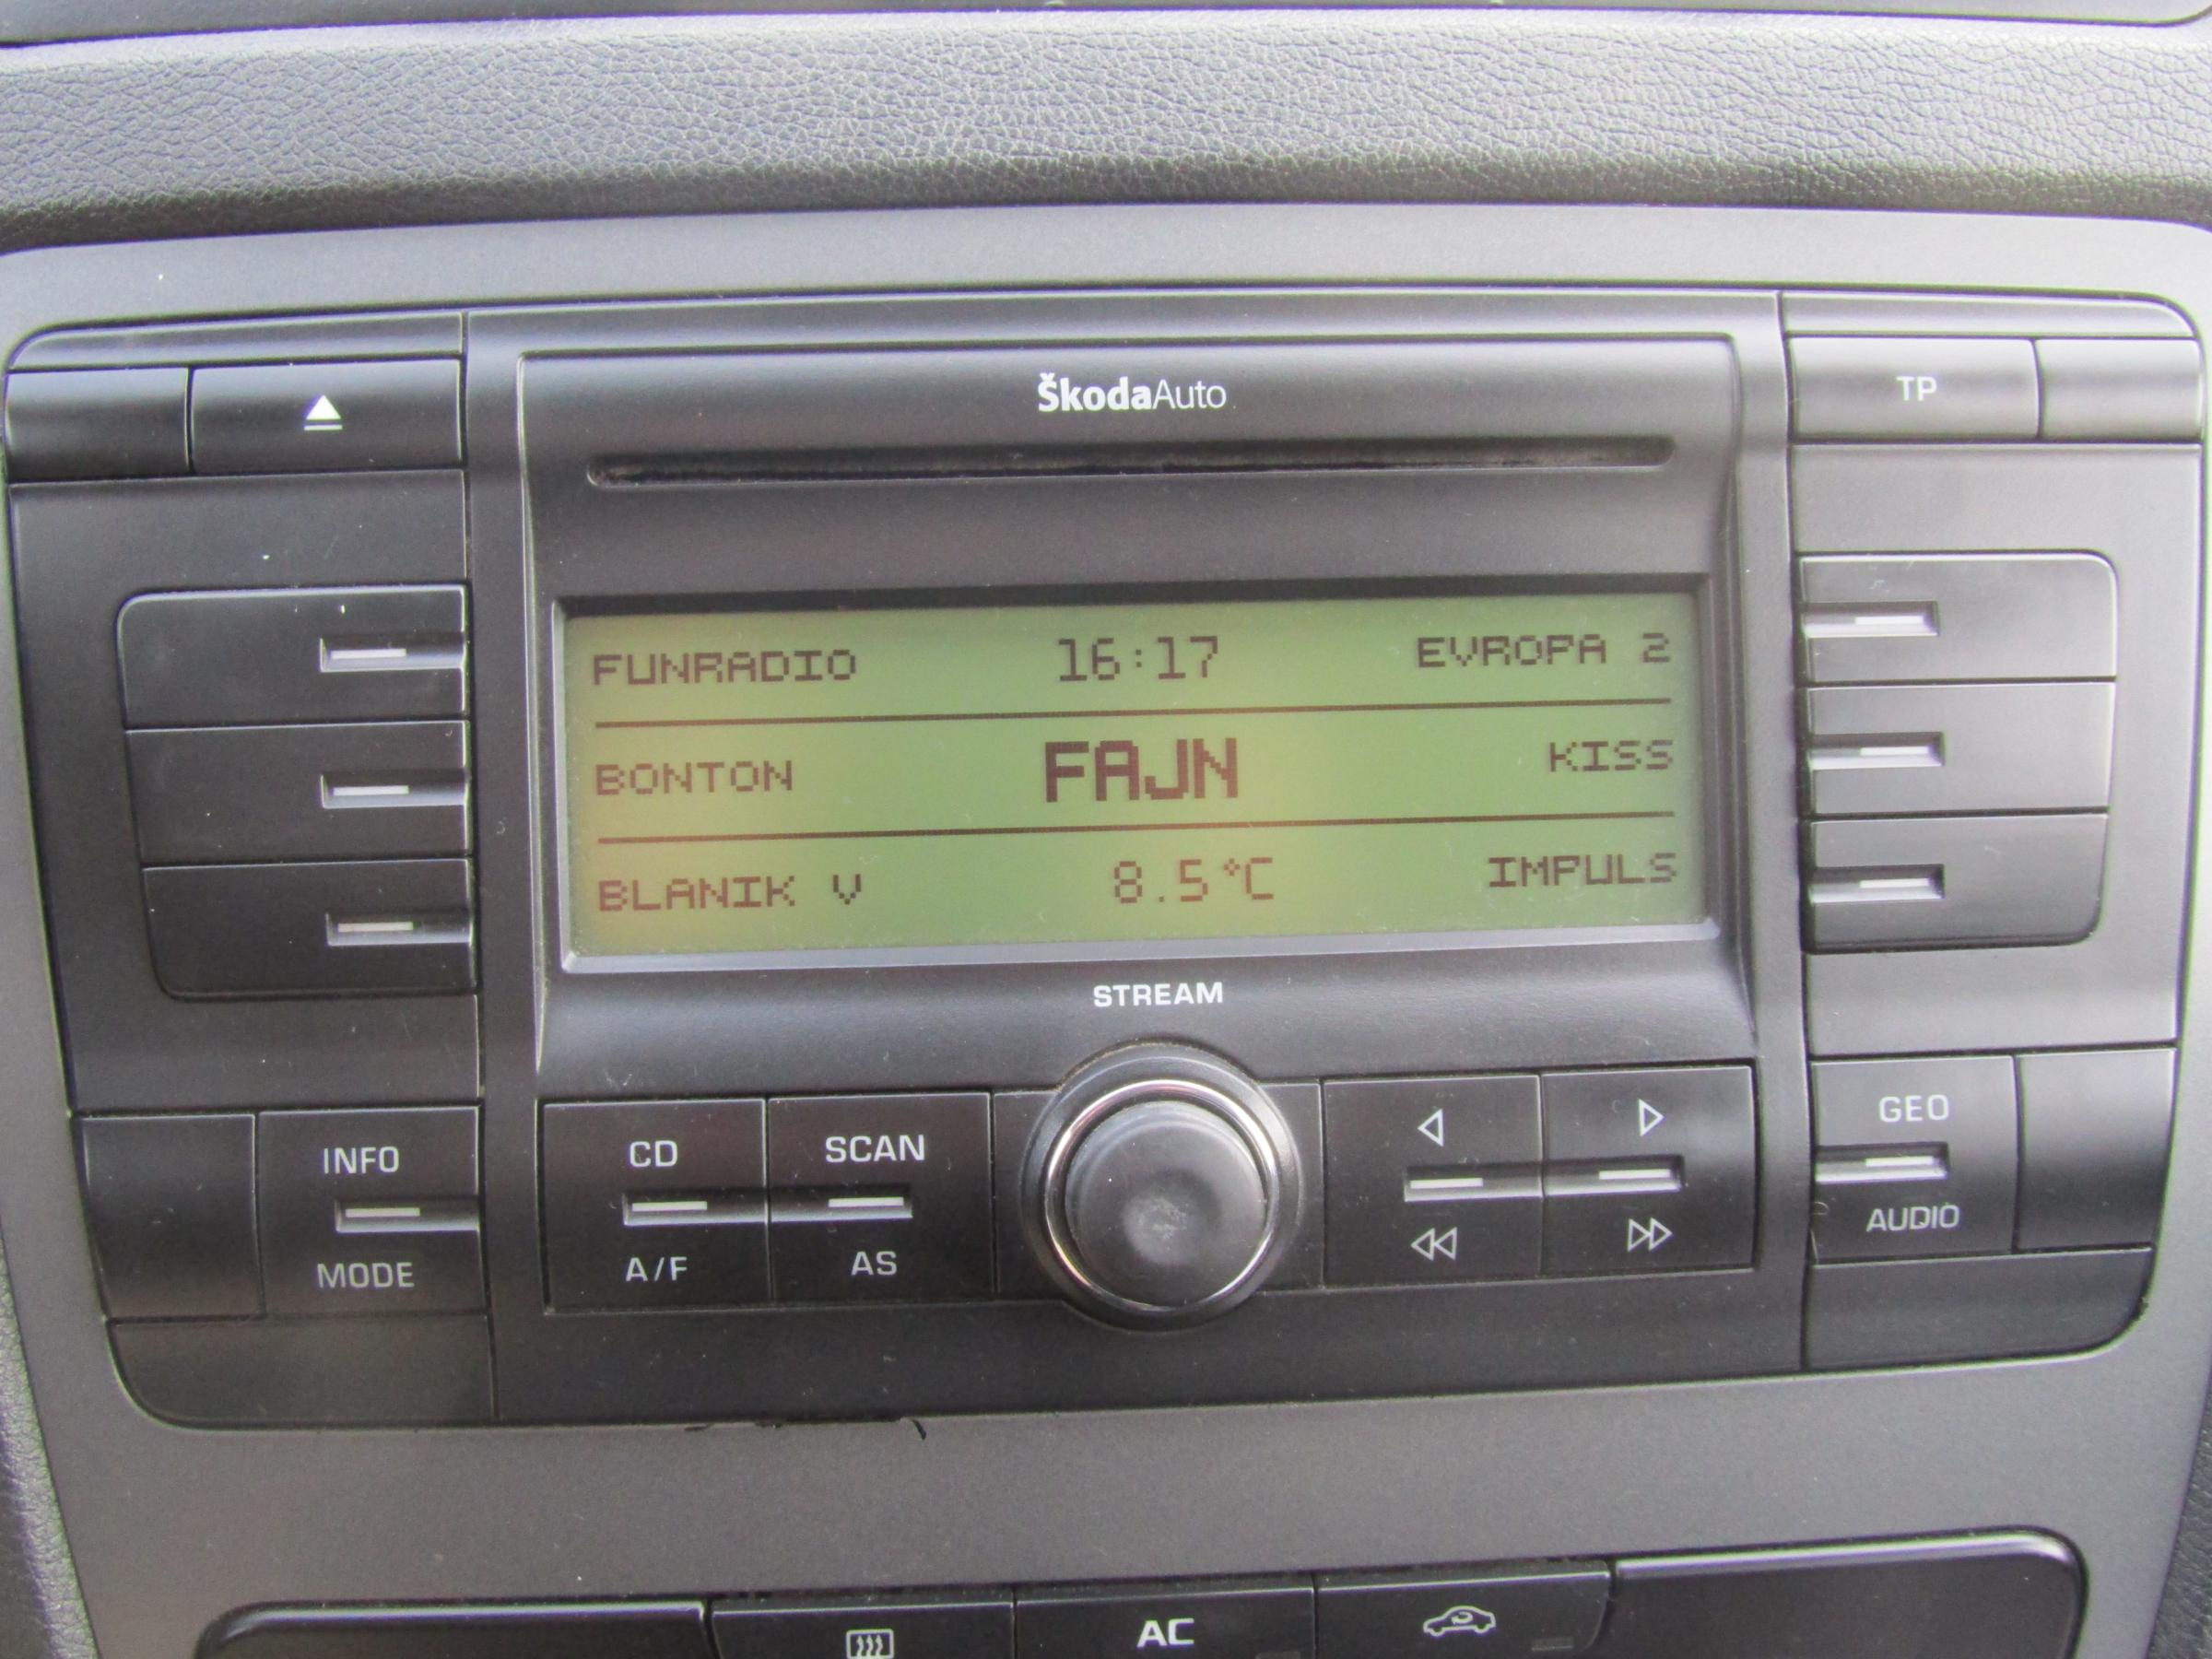 ŠkodaAuto
TP
FUNRADIO 16:17 EVROPA 2
BONTON FAJN KISS
BLANIK V 8.5°C IMPULS
STREAM
INFO CD SCAN GEO
MODE A/F AS AUDIO
AC